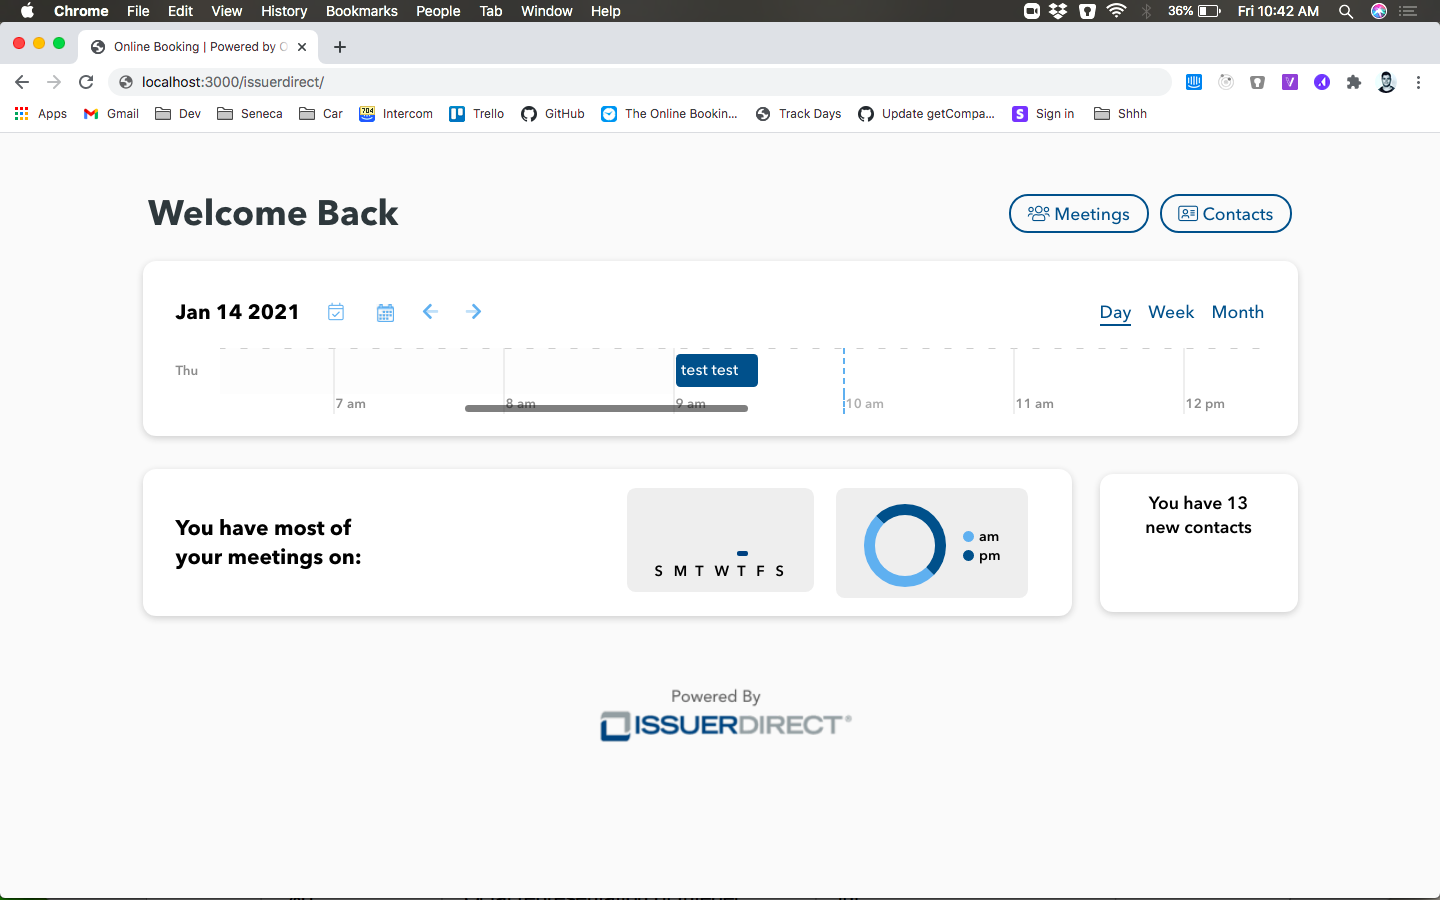 Chrome File Edit View History Bookmarks People Tab Window Help 36% Fri 10:42 AM
Online Booking | Powered by
localhost:3000/issuerdirect/
Apps Gmail Dev Seneca Car 704 Intercom Trello GitHub The Online Bookin... Track Days Update getCompa... S Sign in Shhh
Welcome Back
Meetings Contacts
Jan 14 2021 Day Week Month
Thu test test
7 am 8 am 9 am 10 am 11 am 12 pm
You have most of
your meetings on:
S M T W T F S
am
pm
You have 13
new contacts
Powered By
ISSUERDIRECT®